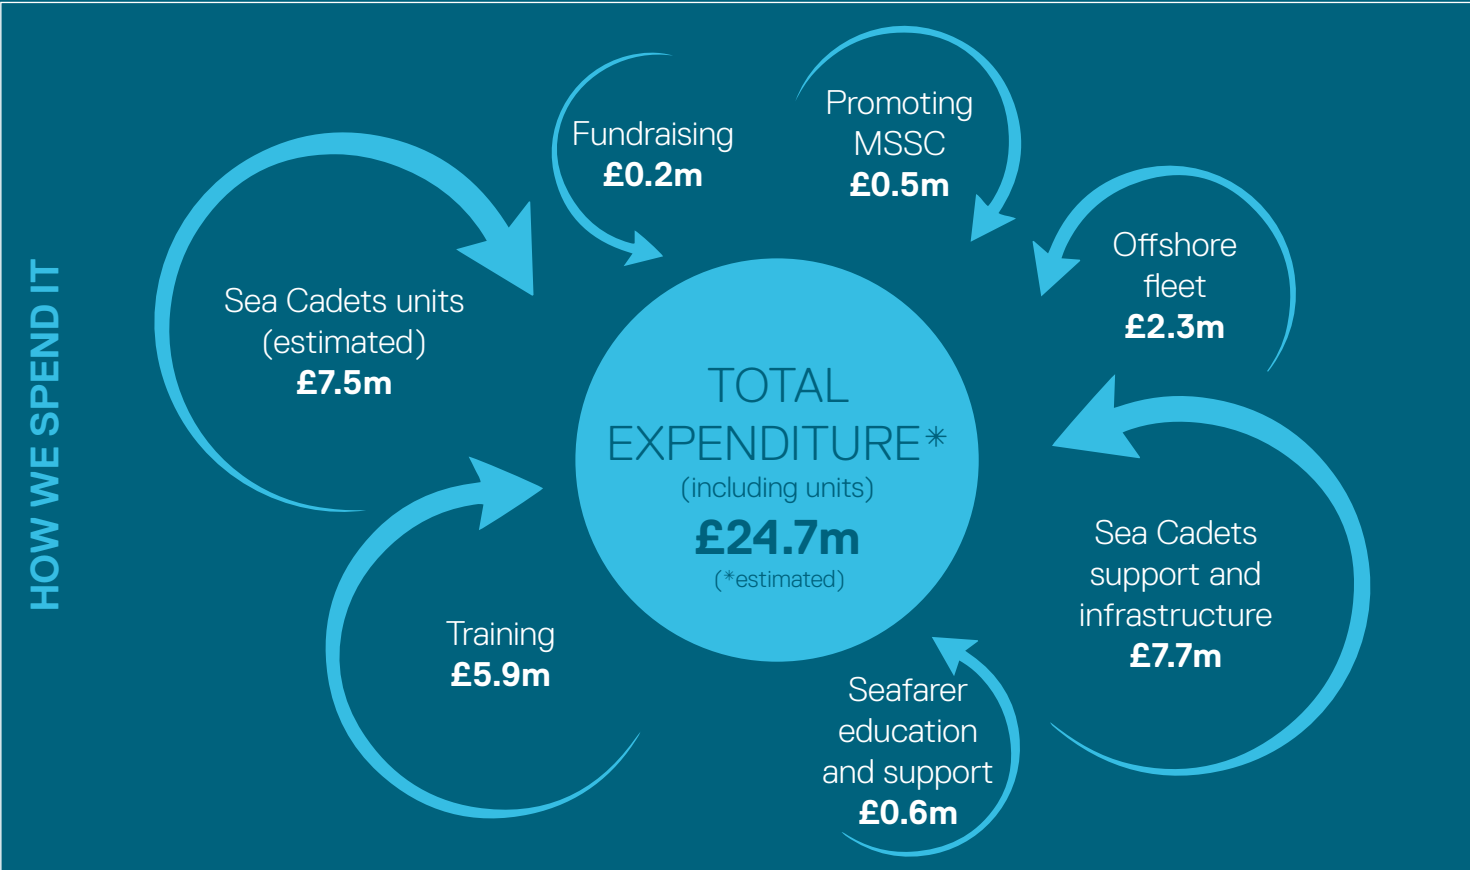 HOW WE SPEND IT
Fundraising
£0.2m
Promoting
MSSC
£0.5m
Offshore
fleet
£2.3m
Sea Cadets units
(estimated)
£7.5m
TOTAL
EXPENDITURE*
(including units)
£24.7m
(*estimated)
Sea Cadets
support and
infrastructure
£7.7m
Training
£5.9m
Seafarer
education
and support
£0.6m